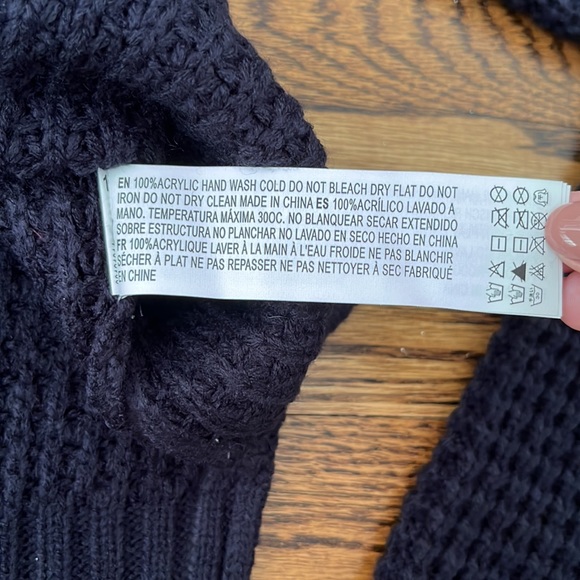 EN 100%ACRYLIC HAND WASH COLD DO NOT BLEACH DRY FLAT DO NOT
IRON DO NOT DRY CLEAN MADE IN CHINA ES 100%ACRÍLICO LAVADO A
MANO. TEMPERATURA MÁXIMA 30OC. NO BLANQUEAR SECAR EXTENDIDO
SOBRE ESTRUCTURA NO PLANCHAR NO LAVADO EN SECO HECHO EN CHINA
FR 100%ACRYLIQUE LAVER À LA MAIN À L'EAU FROIDE NE PAS BLANCHIR
SÉCHER À PLAT NE PAS REPASSER NE PAS NETTOYER À SEC FABRIQUÉ
EN CHINE